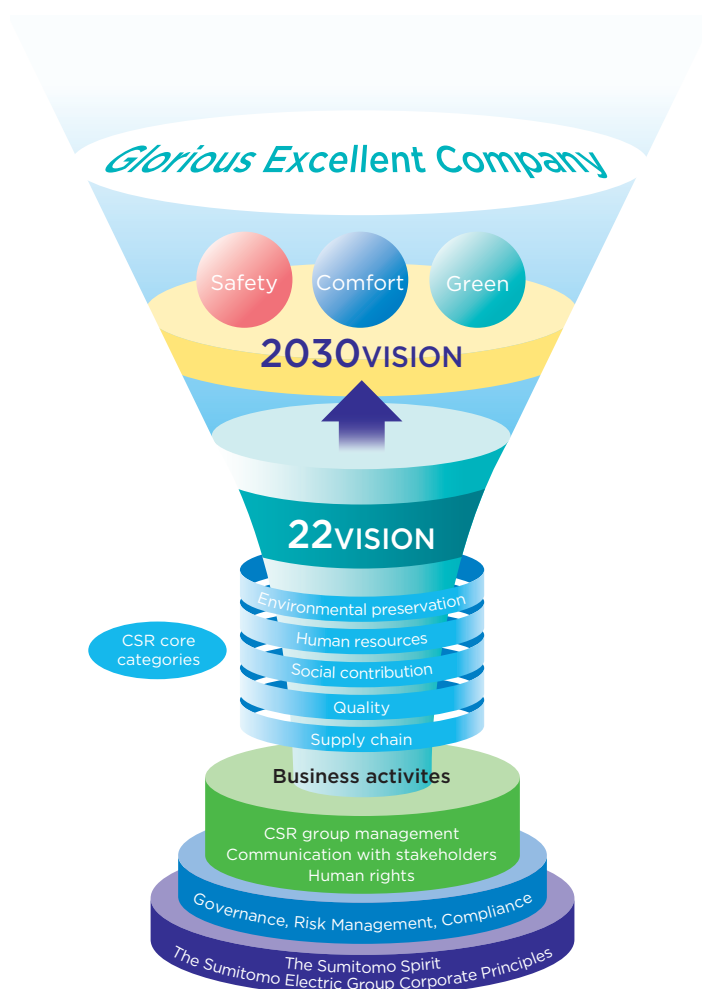 Glorious Excellent Company
Safety
Comfort
Green
2030VISION
22VISION
Environmental preservation
Human resources
CSR core
categories
Social contribution
Quality
Supply chain
Business activites
CSR group management
Communication with stakeholders
Human rights
Governance, Risk Management, Compliance
The Sumitomo Spirit
The Sumitomo Electric Group Corporate Principles